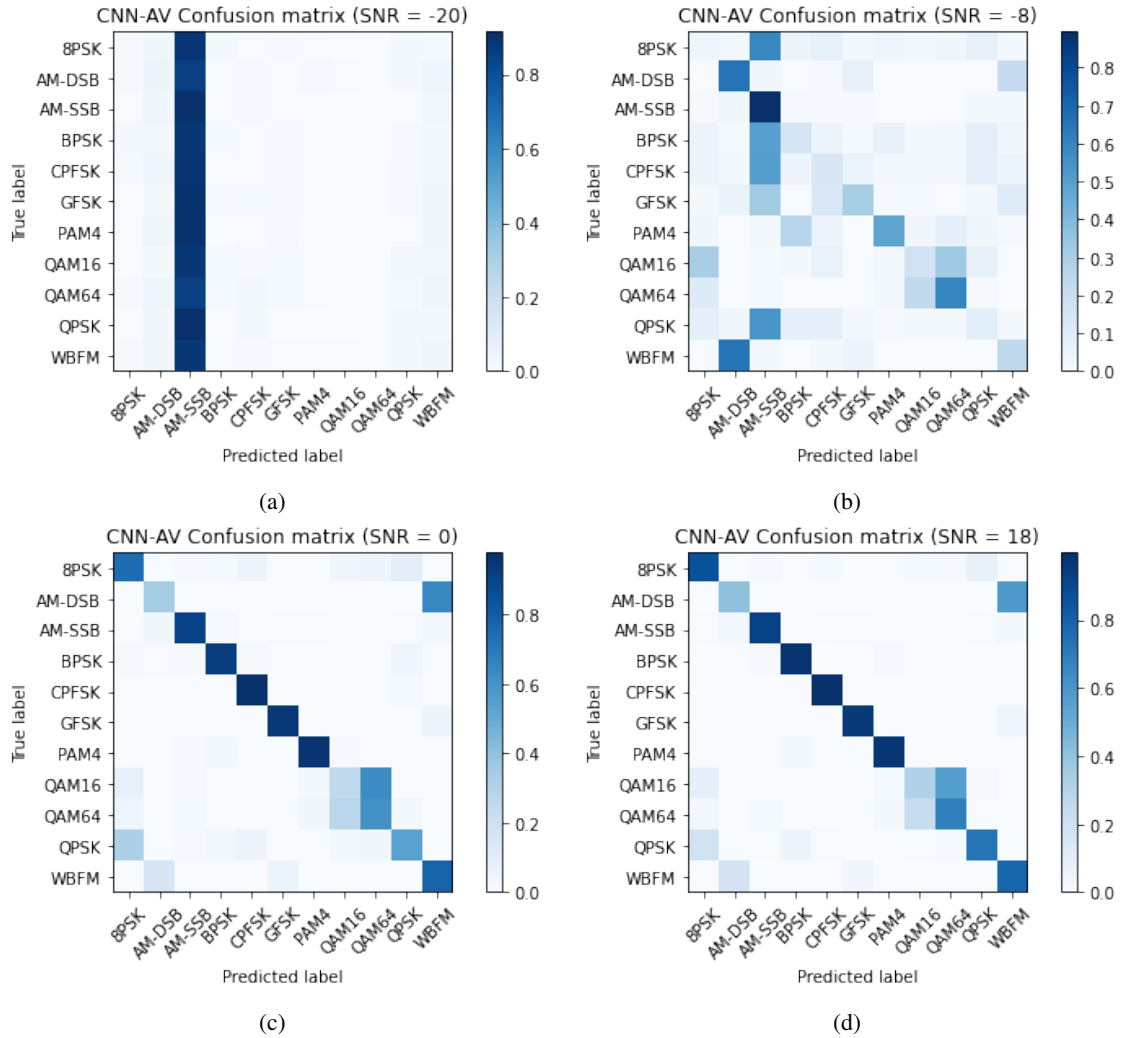 CNN-AV Confusion matrix (SNR = -20)
8PSK
AM-DSB
AM-SSB
BPSK
CPFSK
GFSK
PAM4
QAM16
QAM64
QPSK
WBFM
True label
8PSK
AM-DSB
AM-SSB
BPSK
CPFSK
GFSK
PAM4
QAM16
QAM64
QPSK
WBFM
Predicted label
0.8
0.6
0.4
0.2
0.0
(a)
CNN-AV Confusion matrix (SNR = -8)
8PSK
AM-DSB
AM-SSB
BPSK
CPFSK
GFSK
PAM4
QAM16
QAM64
QPSK
WBFM
True label
8PSK
AM-DSB
AM-SSB
BPSK
CPFSK
GFSK
PAM4
QAM16
QAM64
QPSK
WBFM
Predicted label
0.8
0.7
0.6
0.5
0.4
0.3
0.2
0.1
0.0
(b)
CNN-AV Confusion matrix (SNR = 0)
8PSK
AM-DSB
AM-SSB
BPSK
CPFSK
GFSK
PAM4
QAM16
QAM64
QPSK
WBFM
True label
8PSK
AM-DSB
AM-SSB
BPSK
CPFSK
GFSK
PAM4
QAM16
QAM64
QPSK
WBFM
Predicted label
0.8
0.6
0.4
0.2
0.0
(c)
CNN-AV Confusion matrix (SNR = 18)
8PSK
AM-DSB
AM-SSB
BPSK
CPFSK
GFSK
PAM4
QAM16
QAM64
QPSK
WBFM
True label
8PSK
AM-DSB
AM-SSB
BPSK
CPFSK
GFSK
PAM4
QAM16
QAM64
QPSK
WBFM
Predicted label
0.8
0.6
0.4
0.2
0.0
(d)